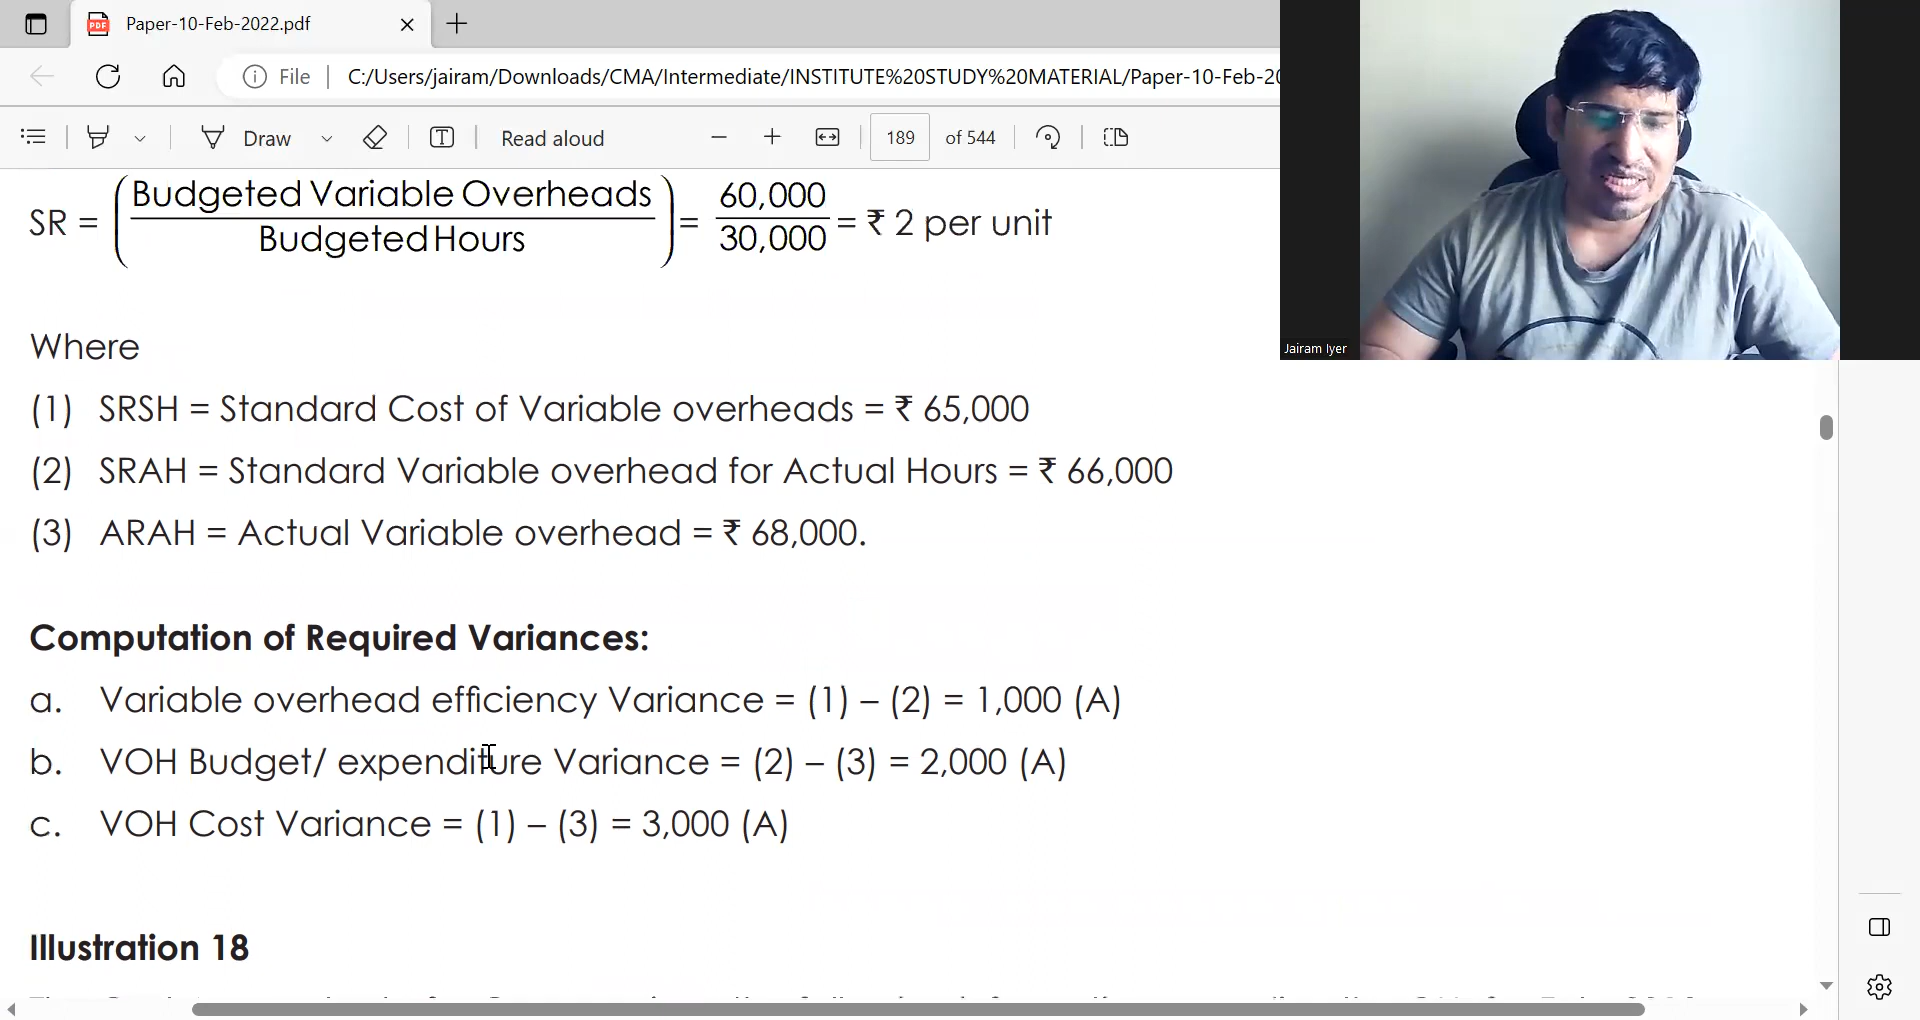 Paper-10-Feb-2022.pdf
File C:/Users/jairam/Downloads/CMA/Intermediate/INSTITUTE%20STUDY%20MATERIAL/Paper-10-Feb-20
Draw Read aloud 189 of 544
SR = (Budgeted Variable Overheads / Budgeted Hours) = 60,000 / 30,000 = ₹ 2 per unit
Jairam Iyer
Where
(1) SRSH = Standard Cost of Variable overheads = ₹ 65,000
(2) SRAH = Standard Variable overhead for Actual Hours = ₹ 66,000
(3) ARAH = Actual Variable overhead = ₹ 68,000.
Computation of Required Variances:
a. Variable overhead efficiency Variance = (1) – (2) = 1,000 (A)
b. VOH Budget/ expenditure Variance = (2) – (3) = 2,000 (A)
c. VOH Cost Variance = (1) – (3) = 3,000 (A)
Illustration 18